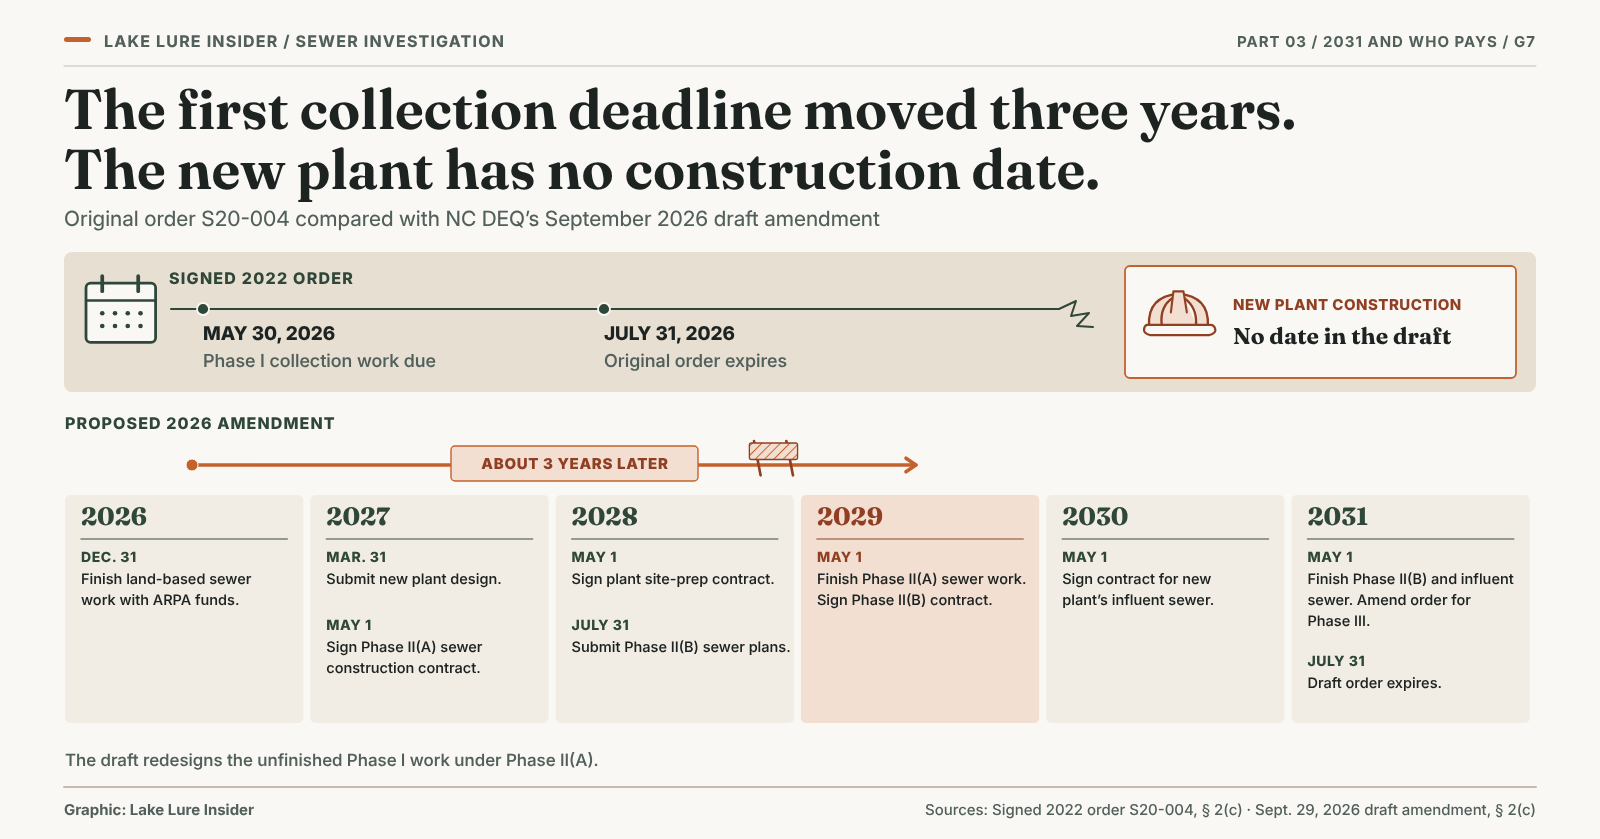 LAKE LURE INSIDER / SEWER INVESTIGATION
PART 03 / 2031 AND WHO PAYS / G7
The first collection deadline moved three years.
The new plant has no construction date.
Original order S20-004 compared with NC DEQ’s September 2026 draft amendment
SIGNED 2022 ORDER
MAY 30, 2026
Phase I collection work due
JULY 31, 2026
Original order expires
NEW PLANT CONSTRUCTION
No date in the draft
PROPOSED 2026 AMENDMENT
ABOUT 3 YEARS LATER
2026
DEC. 31
Finish land-based sewer
work with ARPA funds.
2027
MAR. 31
Submit new plant design.
MAY 1
Sign Phase II(A) sewer
construction contract.
2028
MAY 1
Sign plant site-prep contract.
JULY 31
Submit Phase II(B) sewer plans.
2029
MAY 1
Finish Phase II(A) sewer work.
Sign Phase II(B) contract.
2030
MAY 1
Sign contract for new
plant’s influent sewer.
2031
MAY 1
Finish Phase II(B) and influent
sewer. Amend order for
Phase III.
JULY 31
Draft order expires.
The draft redesigns the unfinished Phase I work under Phase II(A).
Graphic: Lake Lure Insider
Sources: Signed 2022 order S20-004, § 2(c) · Sept. 29, 2026 draft amendment, § 2(c)